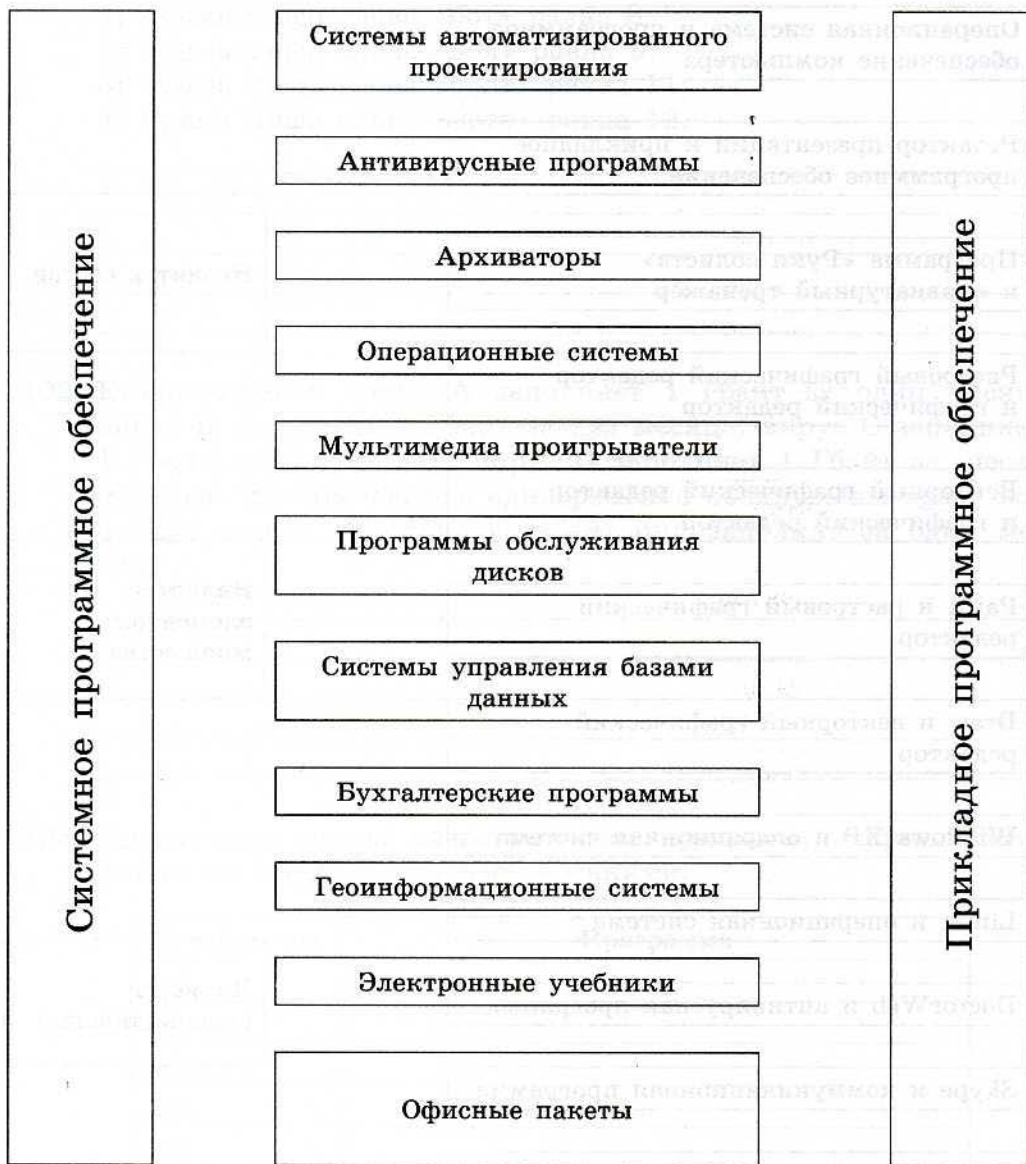 Системы автоматизированного
проектирования
Антивирусные программы
Архиваторы
Операционные системы
Мультимедиа проигрыватели
Программы обслуживания
дисков
Системы управления базами
данных
Бухгалтерские программы
Геоинформационные системы
Электронные учебники
Офисные пакеты
Системное программное обеспечение
Прикладное программное обеспечение